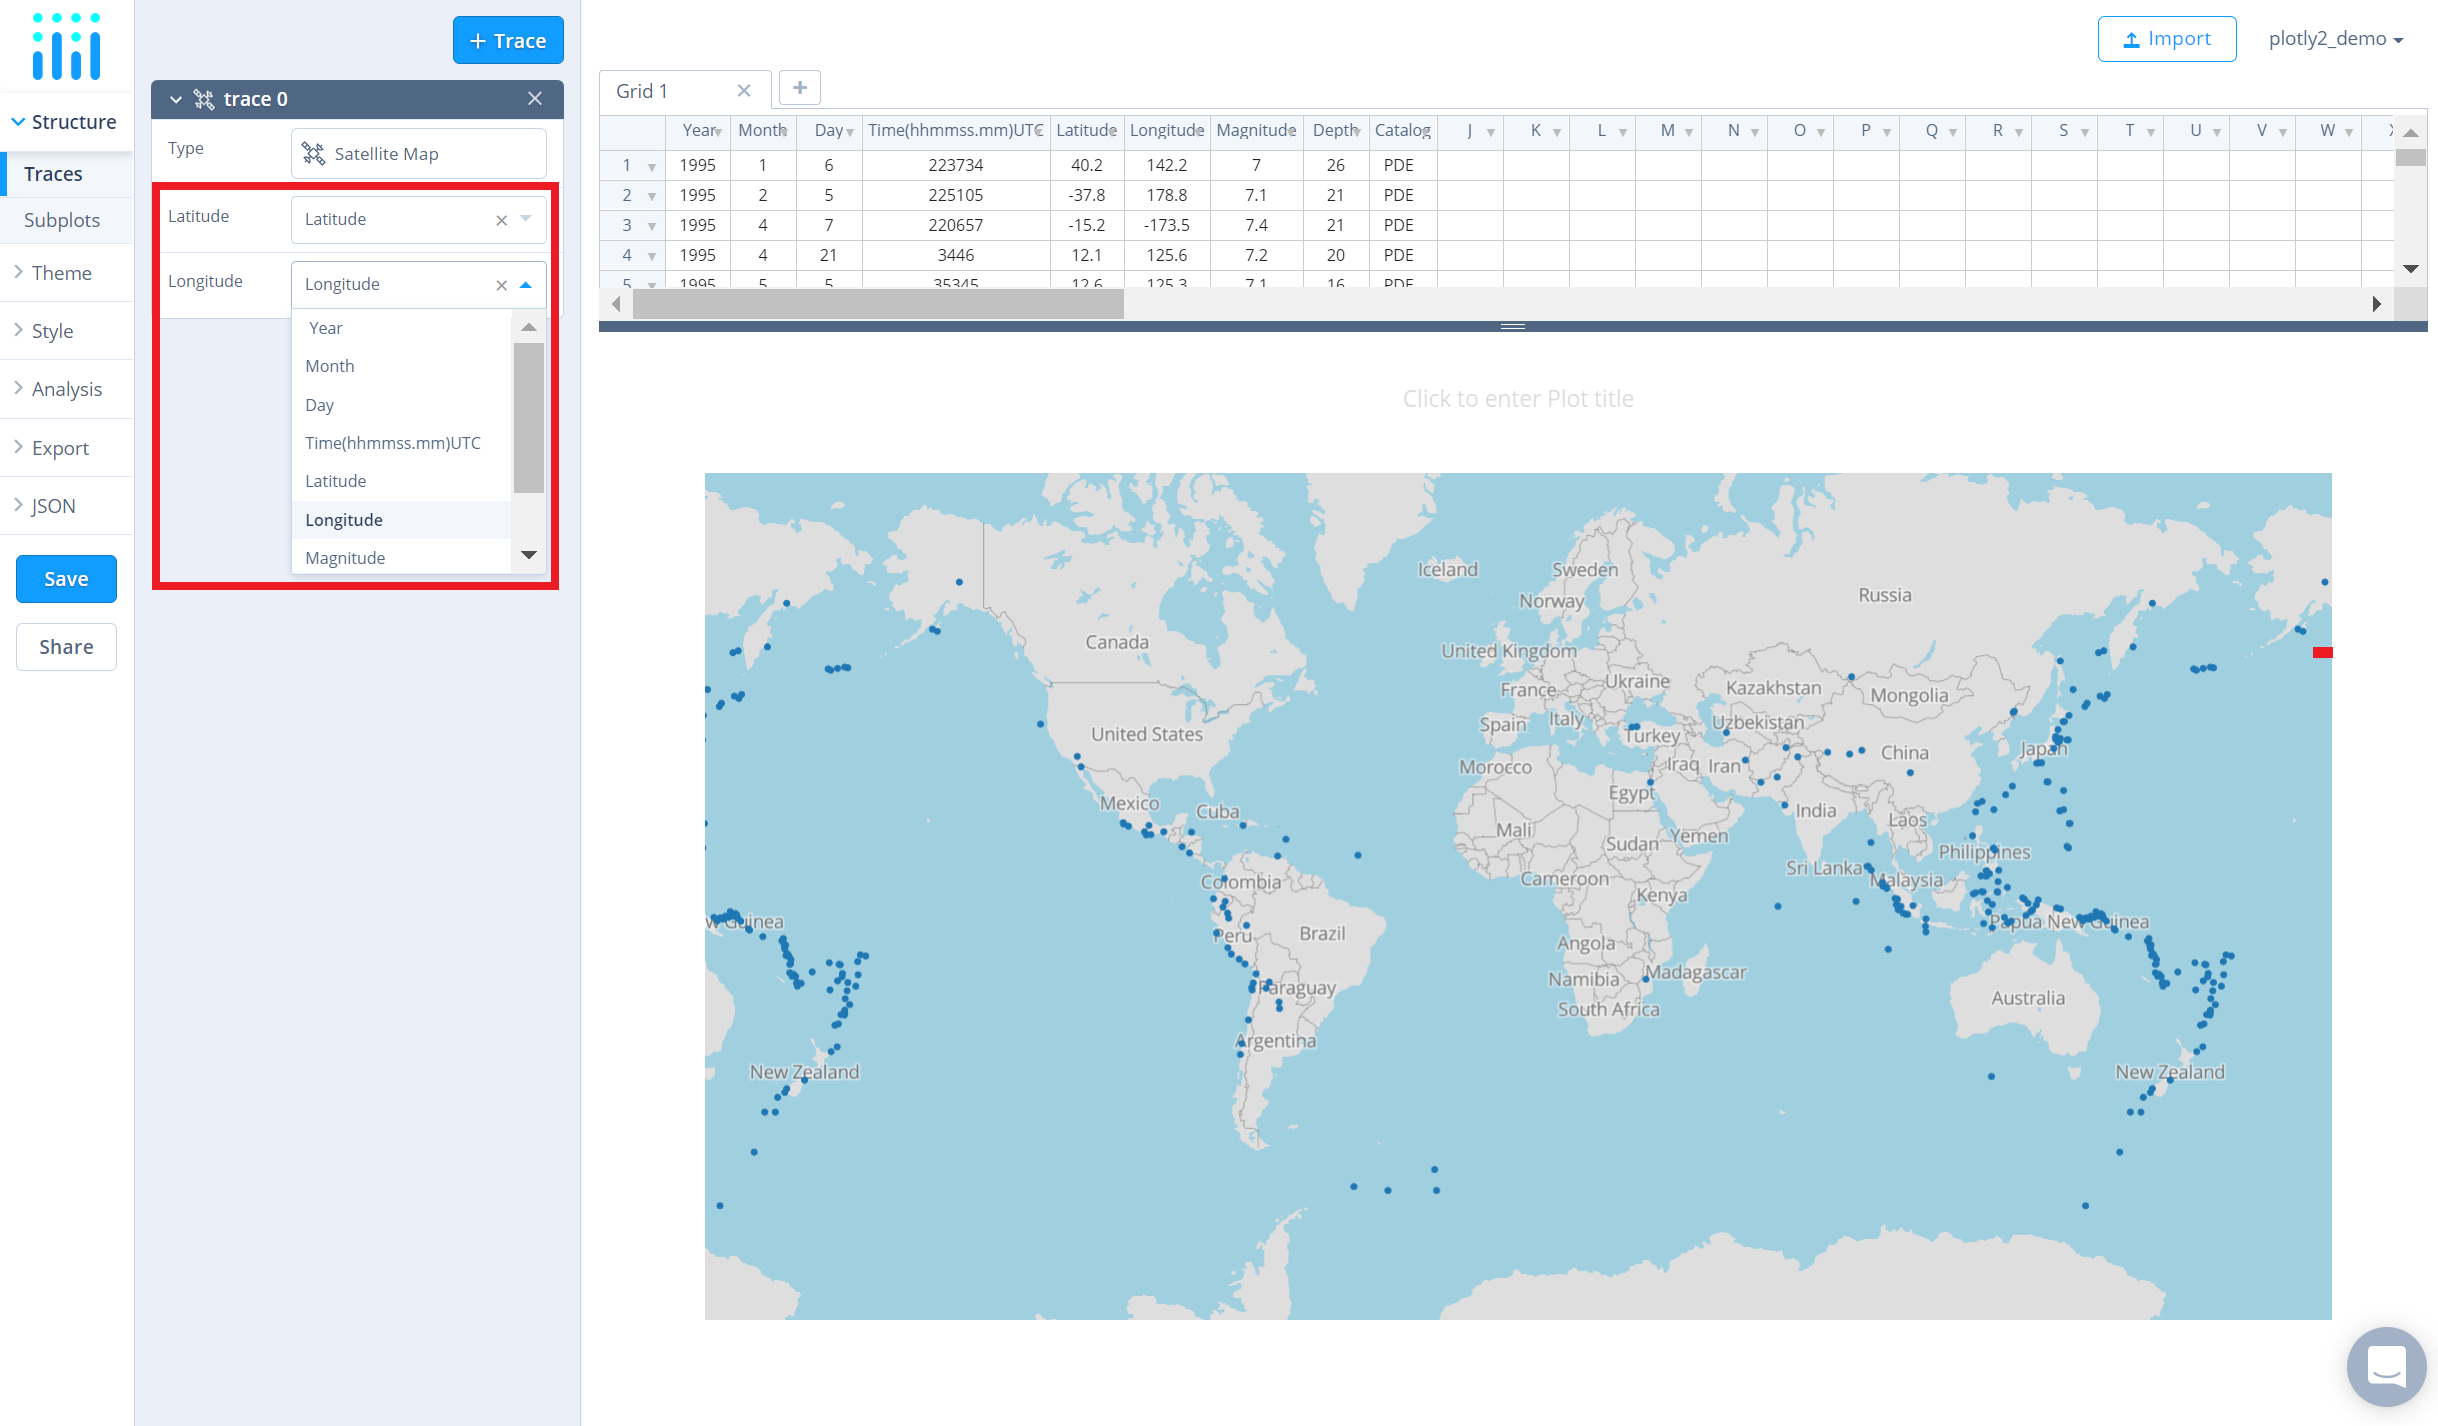 + Trace
Import
plotly2_demo
trace 0
Grid 1
+
Structure
Type
Satellite Map
Traces
Subplots
Latitude
Latitude
Longitude
Longitude
Year
Month
Day
Time(hhmmss.mm)UTC
Latitude
Longitude
Magnitude
Theme
Style
Analysis
Export
JSON
Save
Share
Year Month Day Time(hhmmss.mm)UTC Latitude Longitude Magnitude Depth Catalog J K L M N O P Q R S T U V W
1 1995 1 6 223734 40.2 142.2 7 26 PDE
2 1995 2 5 225105 -37.8 178.8 7.1 21 PDE
3 1995 4 7 220657 -15.2 -173.5 7.4 21 PDE
4 1995 4 21 3446 12.1 125.6 7.2 20 PDE
5 1995 5 5 35345 12.6 125.3 7.1 16 PDE
Click to enter Plot title
Iceland
Sweden
Norway
Russia
Canada
United Kingdom
Ukraine
France
Kazakhstan
Mongolia
Spain
Italy
Uzbekistan
United States
Turkey
Japan
China
Morocco
Iraq
Iran
Egypt
Mexico
Cuba
India
Laos
Mali
Sudan
Yemen
Philippines
Sri Lanka
Malaysia
Colombia
Cameroon
Kenya
w Guinea
Papua New Guinea
Peru
Brazil
Angola
Namibia
Madagascar
Paraguay
Australia
South Africa
Argentina
New Zealand
New Zealand